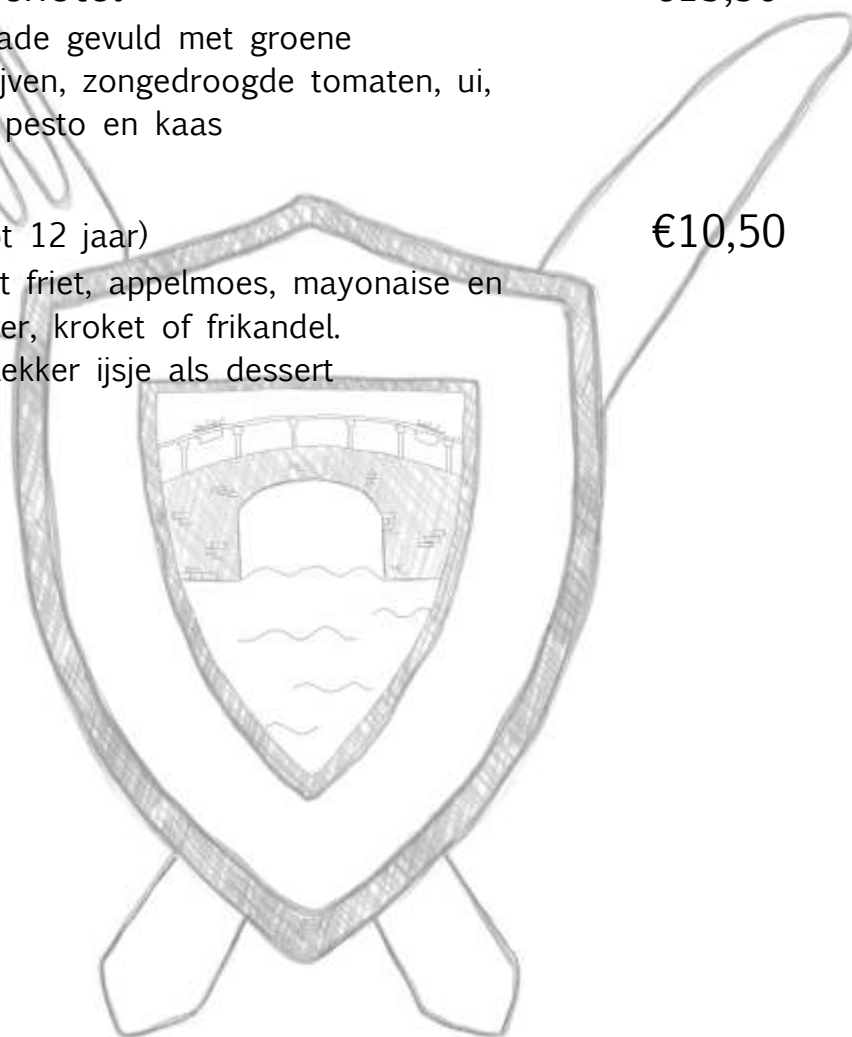 ade gevuld met groene
jven, zongedroogde tomaten, ui,
pesto en kaas
t 12 jaar) €10,50
t friet, appelmoes, mayonaise en
er, kroket of frikandel.
ekker ijsje als dessert